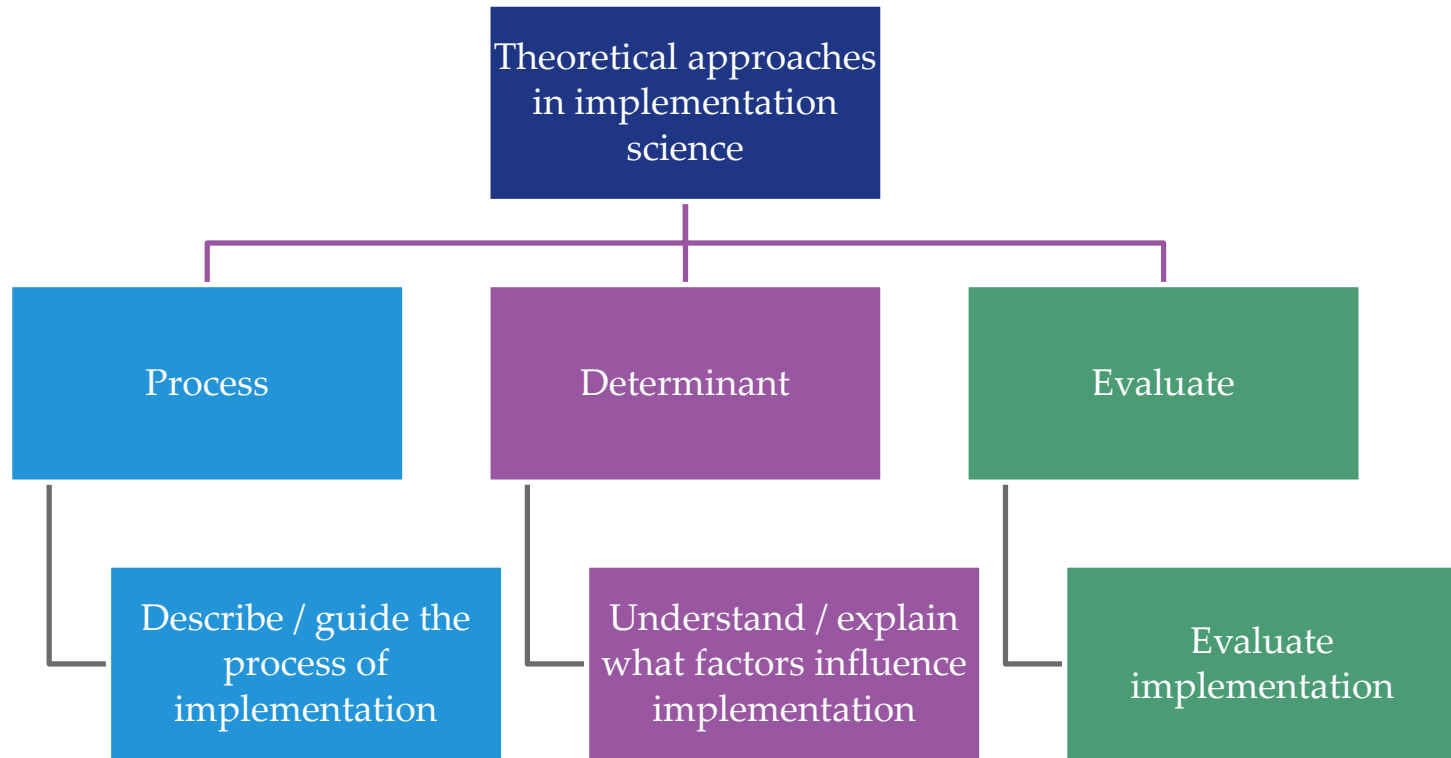 Theoretical approaches
in implementation
science
Process
Determinant
Evaluate
Describe / guide the
process of
implementation
Understand / explain
what factors influence
implementation
Evaluate
implementation